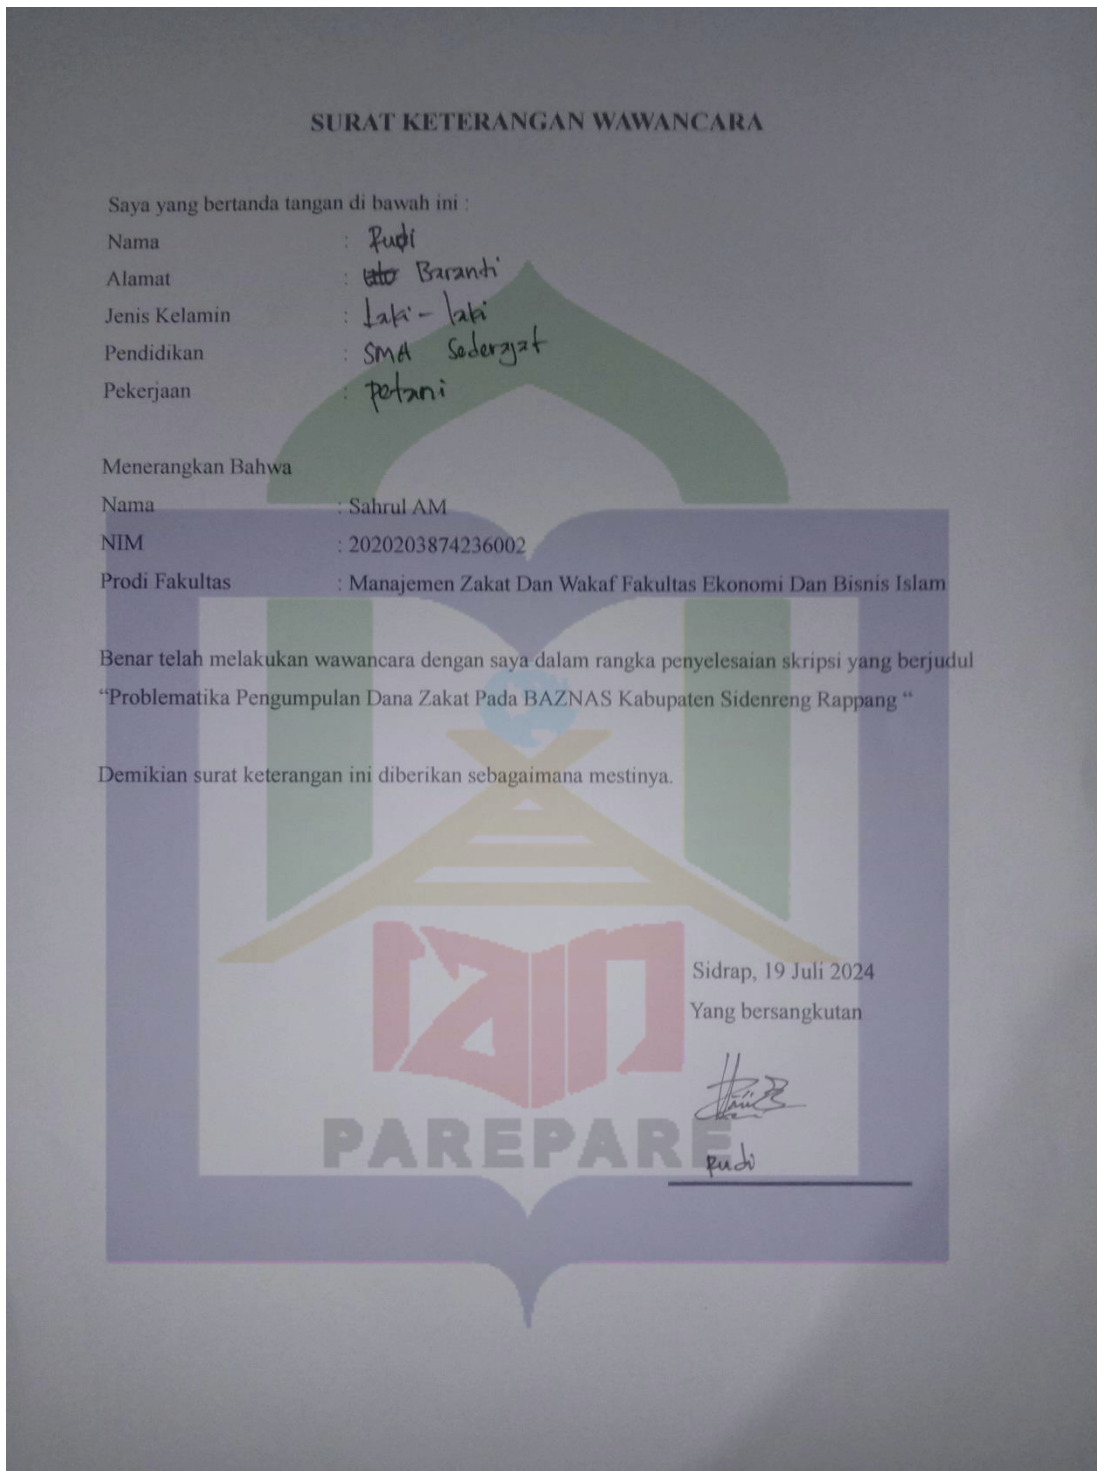 SURAT KETERANGAN WAWANCARA
Saya yang bertanda tangan di bawah ini :
Nama : Rudi
Alamat : Baranti
Jenis Kelamin : Laki - laki
Pendidikan : SMA Sederajat
Pekerjaan : Petani
Menerangkan Bahwa
Nama : Sahrul AM
NIM : 2020203874236002
Prodi Fakultas : Manajemen Zakat Dan Wakaf Fakultas Ekonomi Dan Bisnis Islam
Benar telah melakukan wawancara dengan saya dalam rangka penyelesaian skripsi yang berjudul
“Problematika Pengumpulan Dana Zakat Pada BAZNAS Kabupaten Sidenreng Rappang “
Demikian surat keterangan ini diberikan sebagaimana mestinya.
Sidrap, 19 Juli 2024
Yang bersangkutan
Rudi
iain
PAREPARE